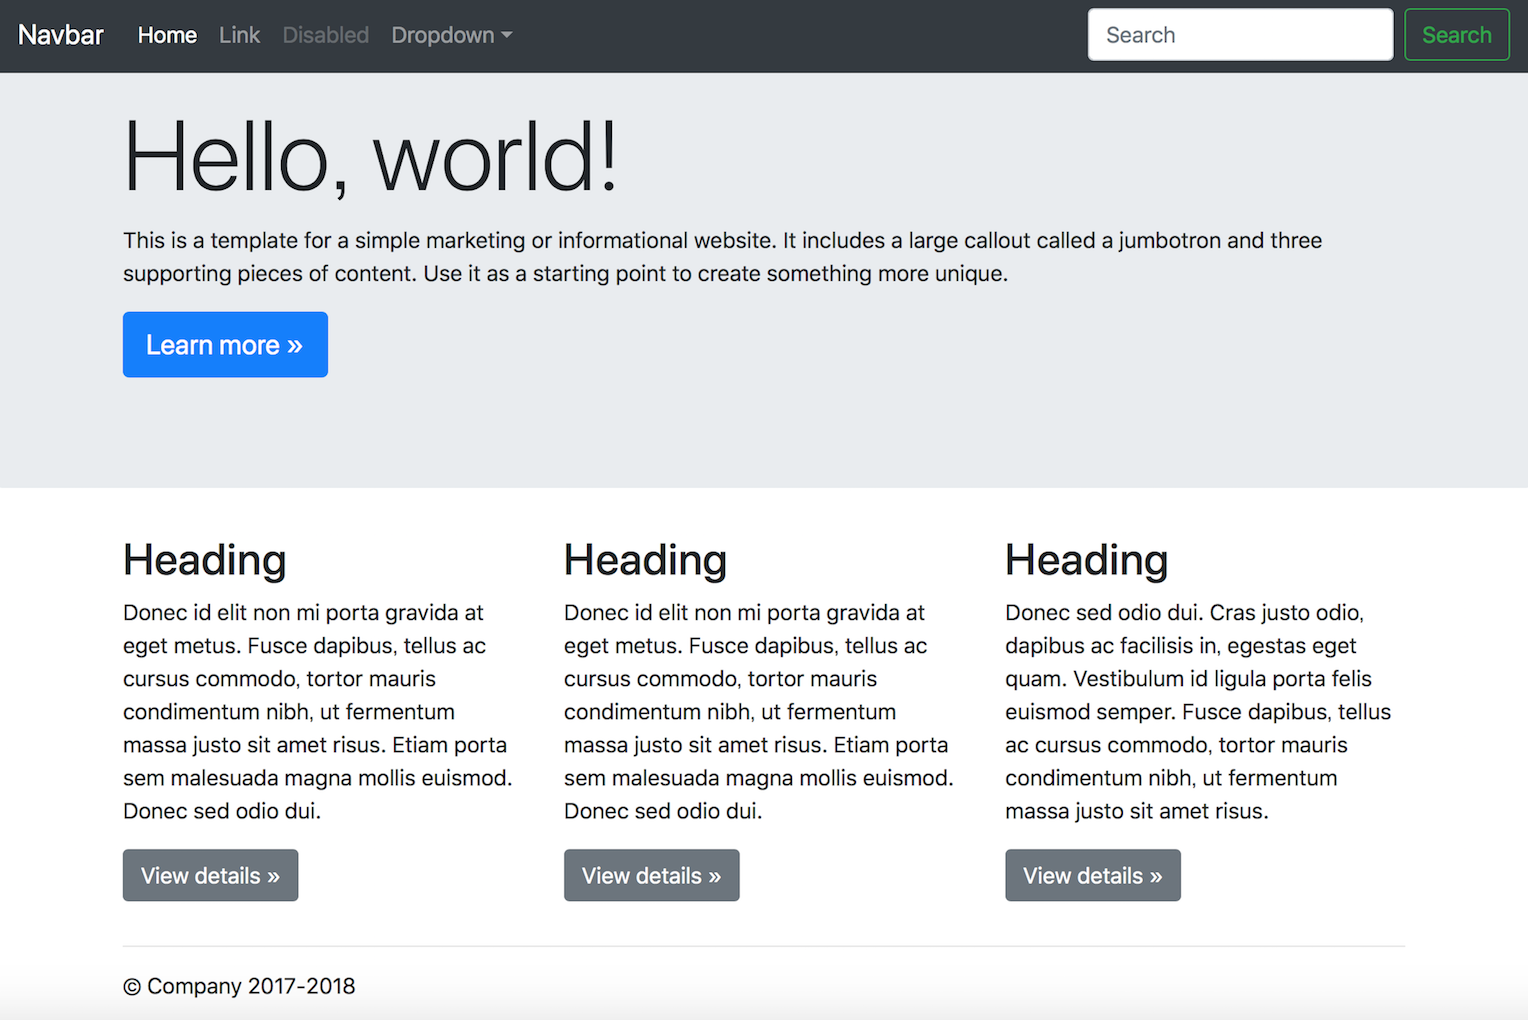 Navbar Home Link Disabled Dropdown Search Search
Hello, world!
This is a template for a simple marketing or informational website. It includes a large callout called a jumbotron and three
supporting pieces of content. Use it as a starting point to create something more unique.
Learn more »
Heading
Donec id elit non mi porta gravida at
eget metus. Fusce dapibus, tellus ac
cursus commodo, tortor mauris
condimentum nibh, ut fermentum
massa justo sit amet risus. Etiam porta
sem malesuada magna mollis euismod.
Donec sed odio dui.
View details »
Heading
Donec id elit non mi porta gravida at
eget metus. Fusce dapibus, tellus ac
cursus commodo, tortor mauris
condimentum nibh, ut fermentum
massa justo sit amet risus. Etiam porta
sem malesuada magna mollis euismod.
Donec sed odio dui.
View details »
Heading
Donec sed odio dui. Cras justo odio,
dapibus ac facilisis in, egestas eget
quam. Vestibulum id ligula porta felis
euismod semper. Fusce dapibus, tellus
ac cursus commodo, tortor mauris
condimentum nibh, ut fermentum
massa justo sit amet risus.
View details »
© Company 2017-2018